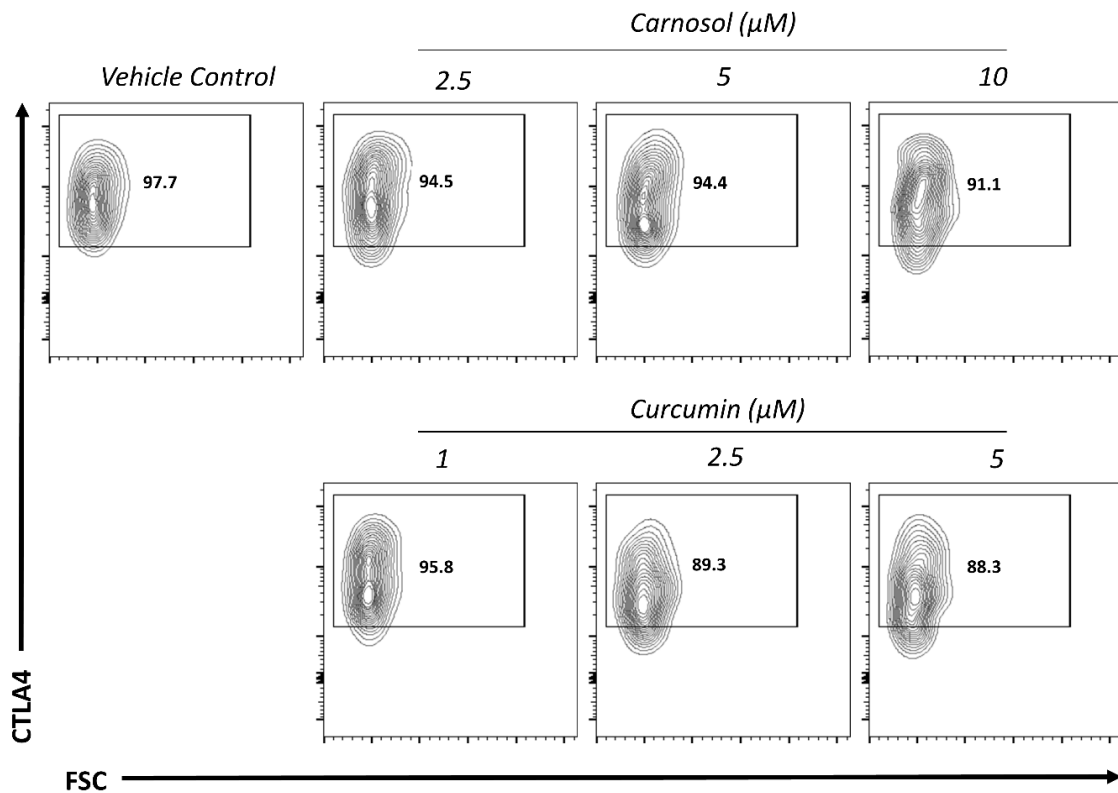 Carnosol (µM)
Vehicle Control 2.5 5 10
97.7 94.5 94.4 91.1
Curcumin (µM)
1 2.5 5
95.8 89.3 88.3
CTLA4
FSC